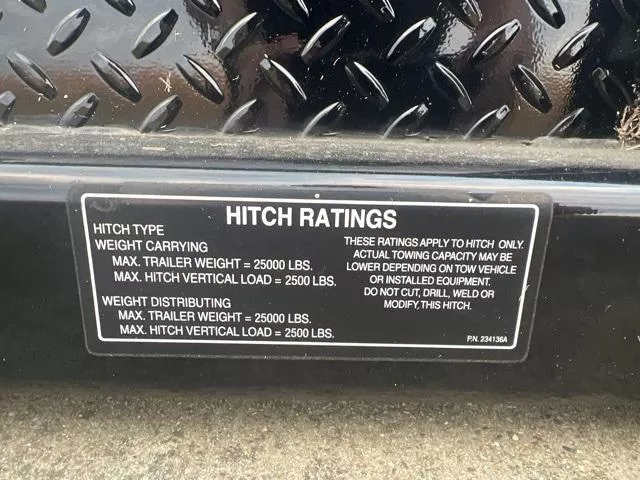 HITCH RATINGS
HITCH TYPE
WEIGHT CARRYING
MAX. TRAILER WEIGHT = 25000 LBS.
MAX. HITCH VERTICAL LOAD = 2500 LBS.
WEIGHT DISTRIBUTING
MAX. TRAILER WEIGHT = 25000 LBS.
MAX. HITCH VERTICAL LOAD = 2500 LBS.
THESE RATINGS APPLY TO HITCH ONLY.
ACTUAL TOWING CAPACITY MAY BE
LOWER DEPENDING ON TOW VEHICLE
OR INSTALLED EQUIPMENT.
DO NOT CUT, DRILL, WELD OR
MODIFY, THIS HITCH.
P.N. 234136A